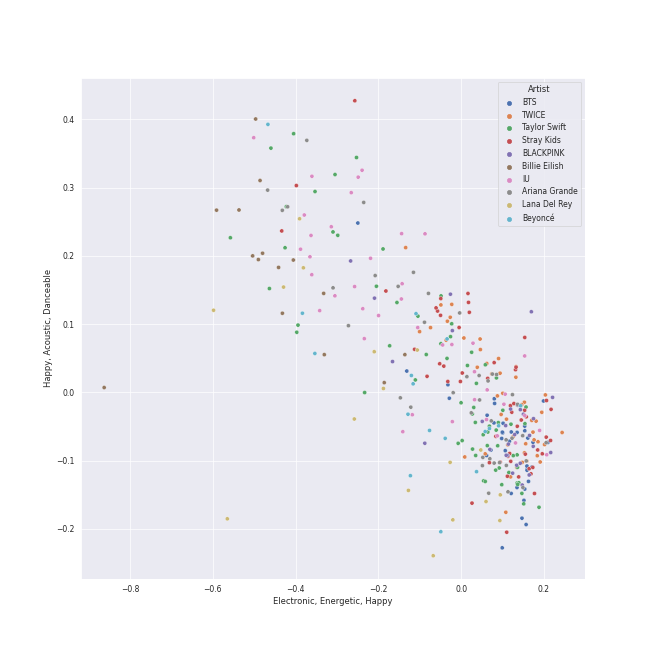 Artist
BTS
TWICE
Taylor Swift
Stray Kids
BLACKPINK
Billie Eilish
IU
Ariana Grande
Lana Del Rey
Beyoncé
0.4
0.3
0.2
0.1
0.0
−0.1
−0.2
Happy, Acoustic, Danceable
−0.8
−0.6
−0.4
−0.2
0.0
0.2
Electronic, Energetic, Happy